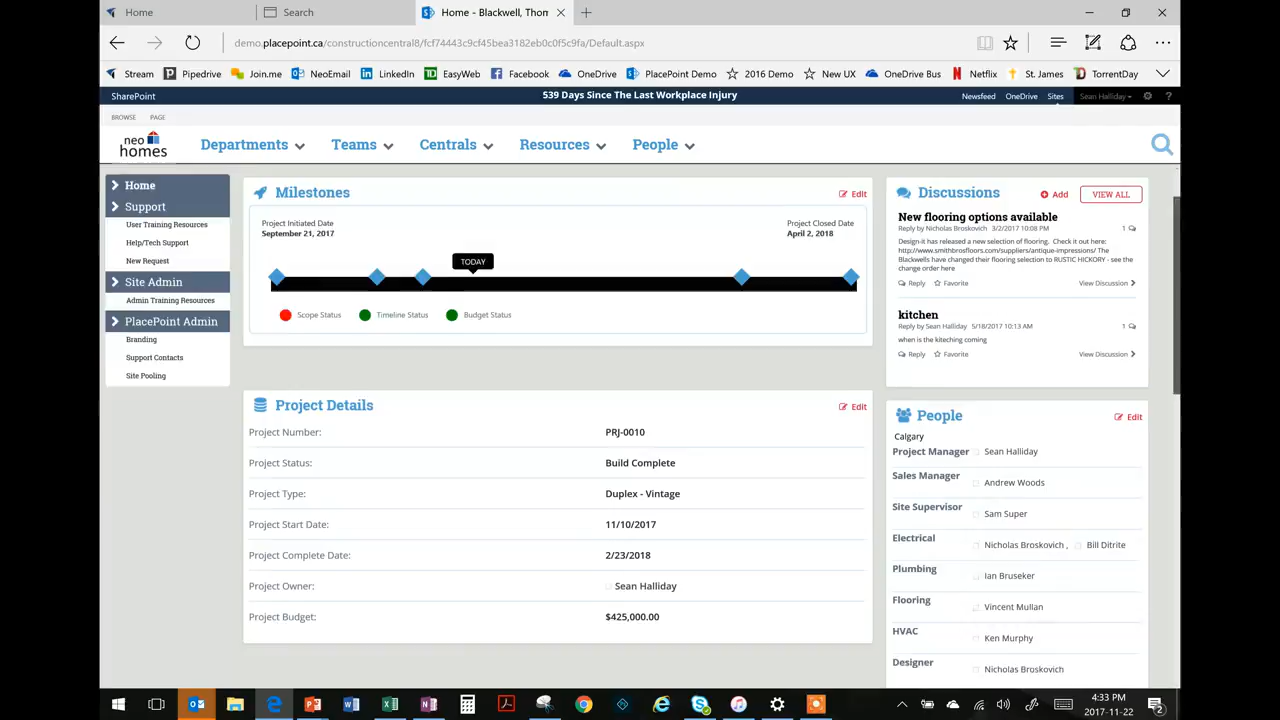 Home
Search
Home - Blackwell, Thom
demo.placepoint.ca/constructioncentral8/fcf74443c9cf45bea3182eb0c0f5c9fa/Default.aspx
Stream Pipedrive Join.me NeoEmail LinkedIn EasyWeb Facebook OneDrive PlacePoint Demo 2016 Demo New UX OneDrive Bus Netflix St. James TorrentDay
SharePoint
539 Days Since The Last Workplace Injury
Newsfeed OneDrive Sites Sean Halliday ?
BROWSE PAGE
neo
homes
Departments Teams Centrals Resources People
Home
Support
User Training Resources
Help/Tech Support
New Request
Site Admin
Admin Training Resources
PlacePoint Admin
Branding
Support Contacts
Site Pooling
Milestones
Edit
Project Initiated Date
September 21, 2017
Project Closed Date
April 2, 2018
TODAY
Scope Status Timeline Status Budget Status
Project Details
Edit
Project Number: PRJ-0010
Project Status: Build Complete
Project Type: Duplex - Vintage
Project Start Date: 11/10/2017
Project Complete Date: 2/23/2018
Project Owner: Sean Halliday
Project Budget: $425,000.00
Discussions
Add
VIEW ALL
New flooring options available
Reply by Nicholas Broskovich 3/2/2017 10:08 PM 1
Design-it has released a new selection of flooring. Check it out here:
http://www.smithbrosfloors.com/suppliers/antique-impressions/ The
Blackwells have changed their flooring selection to RUSTIC HICKORY - see the
change order here
Reply Favorite View Discussion
kitchen
Reply by Sean Halliday 5/18/2017 10:13 AM 1
when is the kiteching coming
Reply Favorite View Discussion
People
Edit
Calgary
Project Manager Sean Halliday
Sales Manager Andrew Woods
Site Supervisor Sam Super
Electrical Nicholas Broskovich , Bill Ditrite
Plumbing Ian Bruseker
Flooring Vincent Mullan
HVAC Ken Murphy
Designer Nicholas Broskovich
4:33 PM
2017-11-22
2